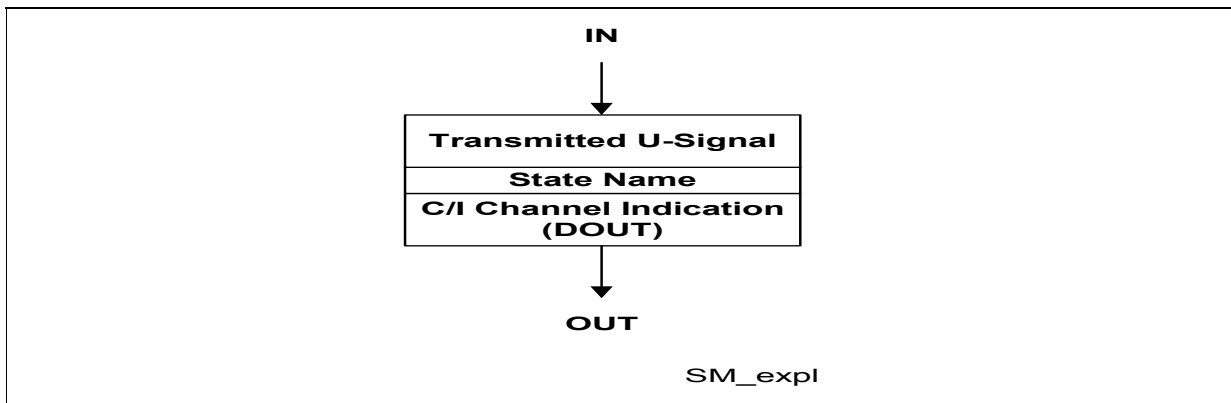 IN
Transmitted U-Signal
State Name
C/I Channel Indication
(DOUT)
OUT
SM_expl